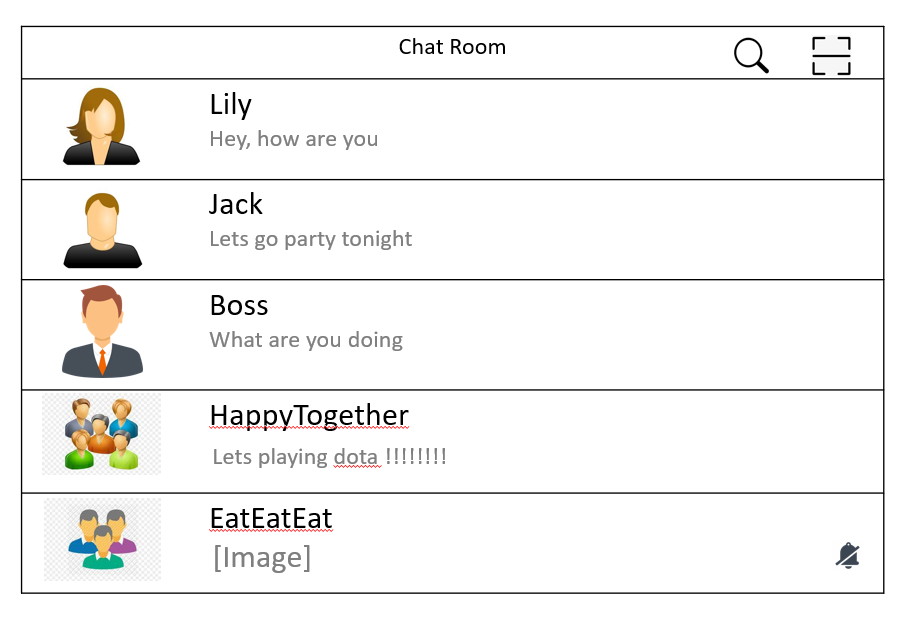 Chat Room
Lily
Hey, how are you
Jack
Lets go party tonight
Boss
What are you doing
HappyTogether
Lets playing dota !!!!!!!!
EatEatEat
[Image]